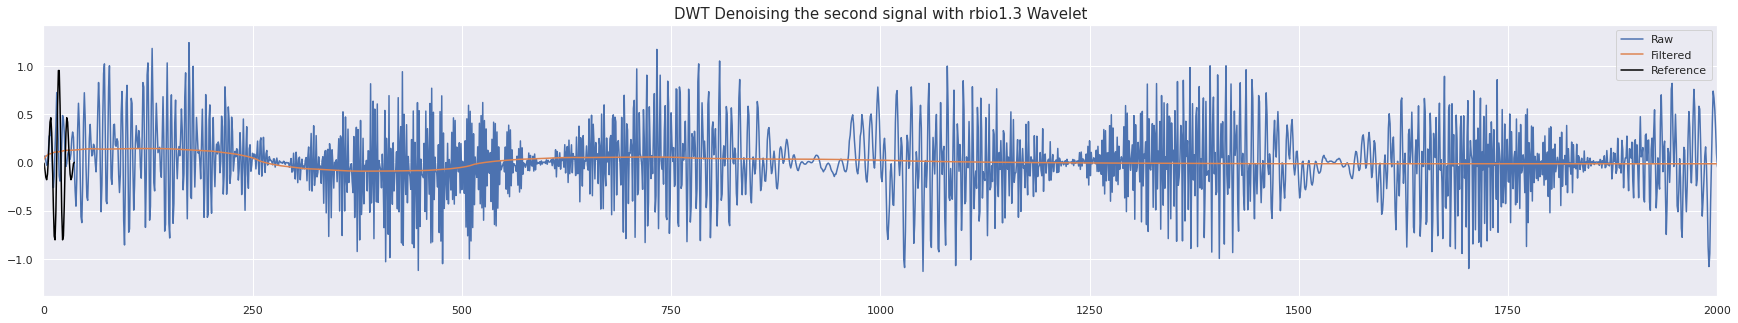 DWT Denoising the second signal with rbio1.3 Wavelet
Raw
Filtered
Reference
1.0
0.5
0.0
−0.5
−1.0
0 250 500 750 1000 1250 1500 1750 2000